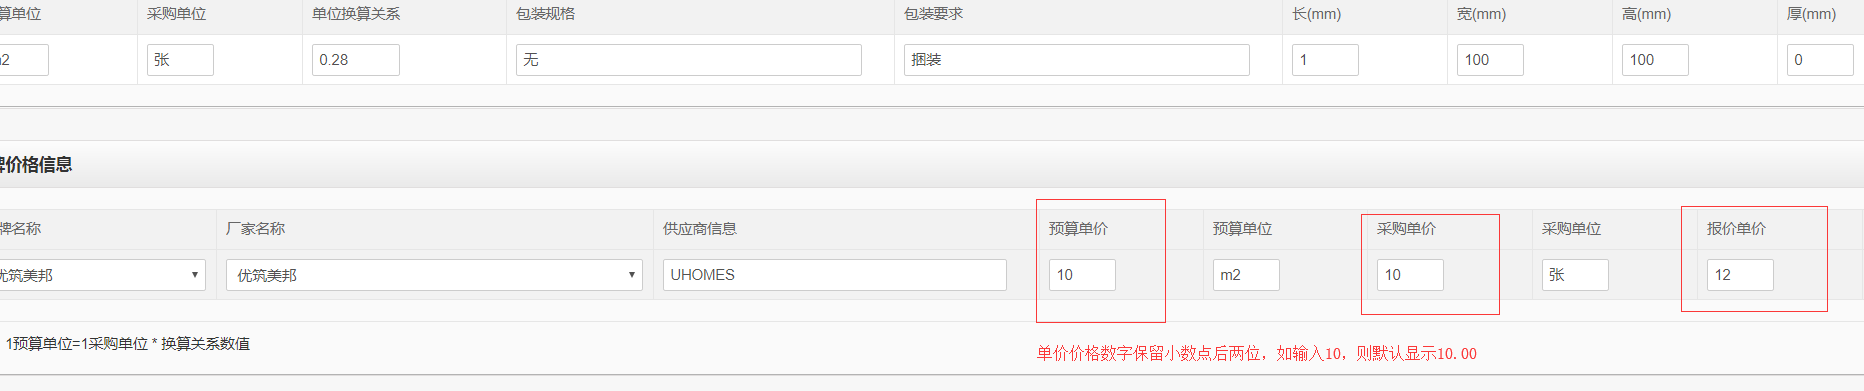 算单位 采购单位 单位换算关系 包装规格 包装要求 长(mm) 宽(mm) 高(mm) 厚(mm)
m2 张 0.28 无 捆装 1 100 100 0
牌价格信息
牌名称 厂家名称 供应商信息 预算单价 预算单位 采购单价 采购单位 报价单价
优筑美邦 优筑美邦 UHOMES 10 m2 10 张 12
1预算单位=1采购单位 * 换算关系数值
单价价格数字保留小数点后两位，如输入10，则默认显示10.00